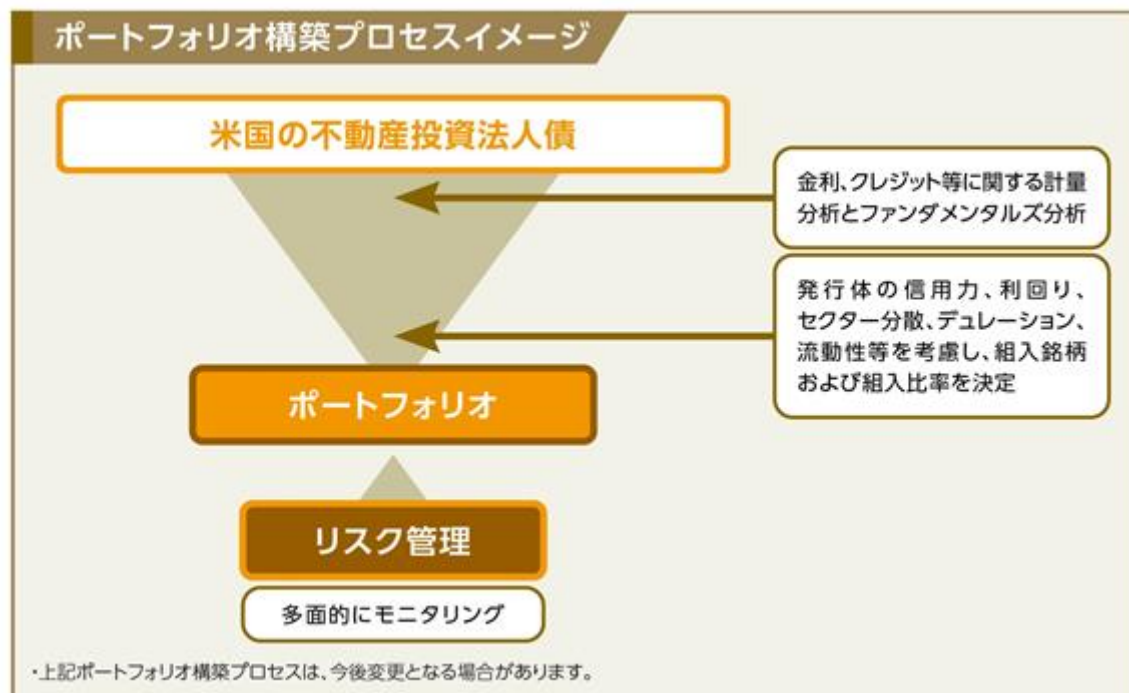 ポートフォリオ構築プロセスイメージ
米国の不動産投資法人債
金利、クレジット等に関する計量
分析とファンダメンタルズ分析
発行体の信用力、利回り、
セクター分散、デュレーション、
流動性等を考慮し、組入銘柄
および組入比率を決定
ポートフォリオ
リスク管理
多面的にモニタリング
・上記ポートフォリオ構築プロセスは、今後変更となる場合があります。